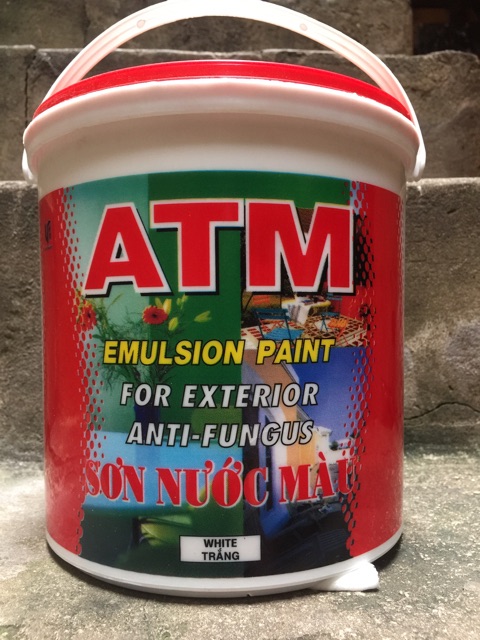 ATM
EMULSION PAINT
FOR EXTERIOR
ANTI-FUNGUS
SƠN NƯỚC MÀU
WHITE
TRẮNG